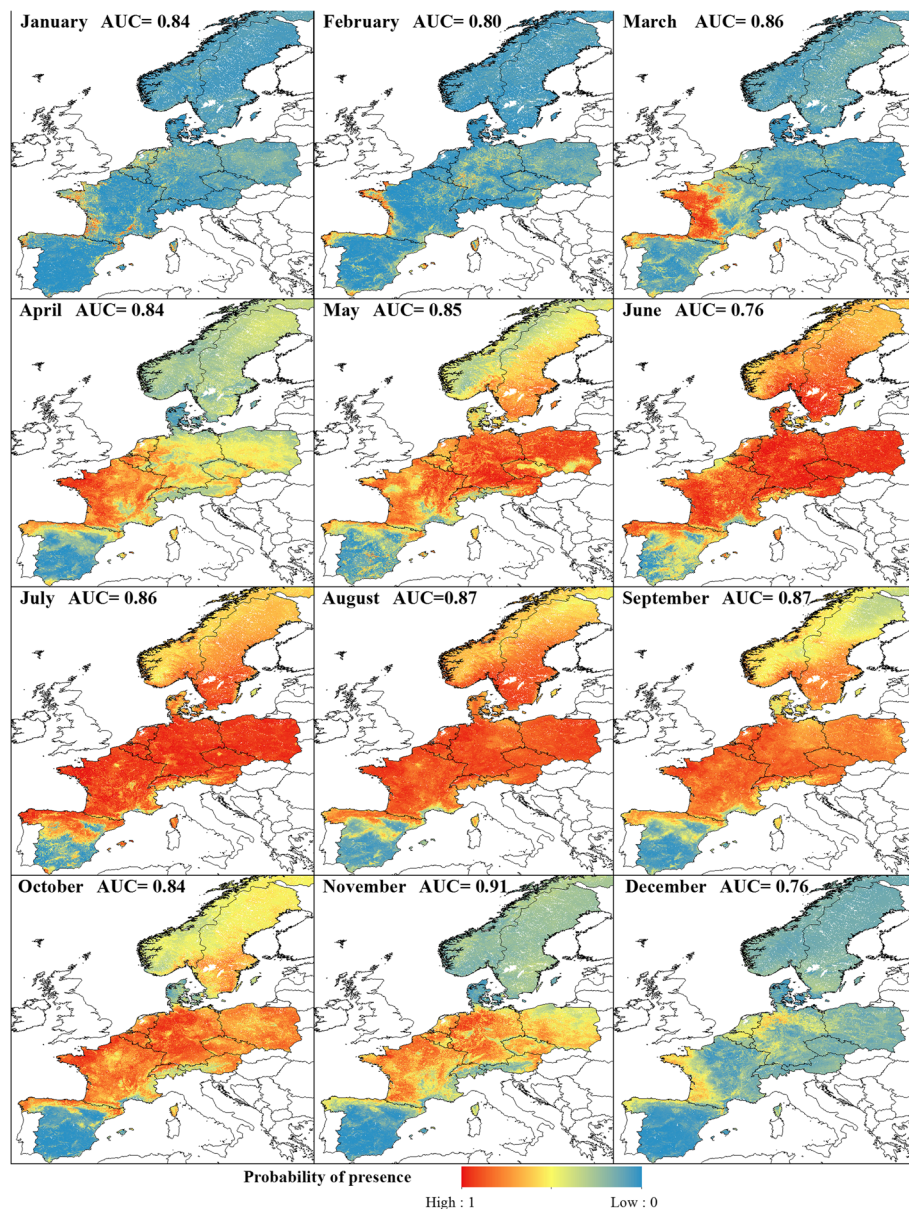 January AUC= 0.84
February AUC= 0.80
March AUC= 0.86
April AUC= 0.84
May AUC= 0.85
June AUC= 0.76
July AUC= 0.86
August AUC=0.87
September AUC= 0.87
October AUC= 0.84
November AUC= 0.91
December AUC= 0.76
Probability of presence
High : 1 Low : 0